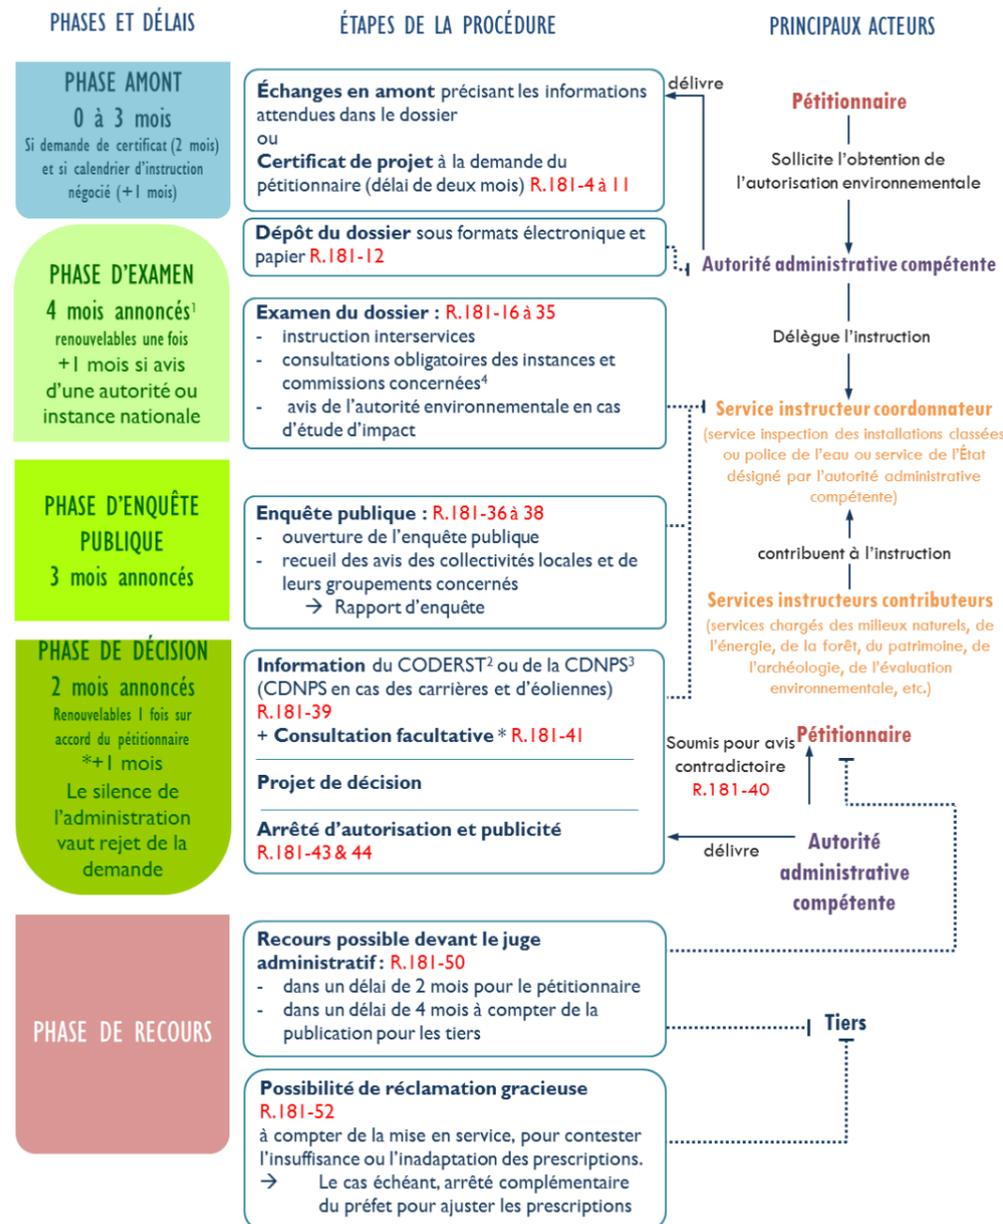 PHASES ET DÉLAIS
ÉTAPES DE LA PROCÉDURE
PRINCIPAUX ACTEURS
PHASE AMONT
0 à 3 mois
Si demande de certificat (2 mois)
et si calendrier d'instruction
négocié (+1 mois)
Échanges en amont précisant les informations
attendues dans le dossier
ou
Certificat de projet à la demande du
pétitionnaire (délai de deux mois) R.181-4 à 11
délivre
Pétitionnaire
Sollicite l'obtention de
l'autorisation environnementale
Dépôt du dossier sous formats électronique et
papier R.181-12
Autorité administrative compétente
PHASE D'EXAMEN
4 mois annoncés¹
renouvelables une fois
+1 mois si avis
d'une autorité ou
instance nationale
Examen du dossier : R.181-16 à 35
- instruction interservices
- consultations obligatoires des instances et
commissions concernées⁴
- avis de l'autorité environnementale en cas
d'étude d'impact
Délègue l'instruction
Service instructeur coordonnateur
(service inspection des installations classées
ou police de l'eau ou service de l'État
désigné par l'autorité administrative
compétente)
PHASE D'ENQUÊTE
PUBLIQUE
3 mois annoncés
Enquête publique : R.181-36 à 38
- ouverture de l'enquête publique
- recueil des avis des collectivités locales et de
leurs groupements concernés
→ Rapport d'enquête
contribuent à l'instruction
Services instructeurs contributeurs
(services chargés des milieux naturels, de
l'énergie, de la forêt, du patrimoine, de
l'archéologie, de l'évaluation
environnementale, etc.)
PHASE DE DÉCISION
2 mois annoncés
Renouvelables 1 fois sur
accord du pétitionnaire
*+1 mois
Le silence de
l'administration
vaut rejet de la
demande
Information du CODERST² ou de la CDNPS³
(CDNPS en cas des carrières et d'éoliennes)
R.181-39
+ Consultation facultative * R.181-41
Projet de décision
Arrêté d'autorisation et publicité
R.181-43 & 44
Soumis pour avis
contradictoire
R.181-40
Pétitionnaire
délivre
Autorité
administrative
compétente
PHASE DE RECOURS
Recours possible devant le juge
administratif : R.181-50
- dans un délai de 2 mois pour le pétitionnaire
- dans un délai de 4 mois à compter de la
publication pour les tiers
Tiers
Possibilité de réclamation gracieuse
R.181-52
à compter de la mise en service, pour contester
l'insuffisance ou l'inadaptation des prescriptions.
→ Le cas échéant, arrêté complémentaire
du préfet pour ajuster les prescriptions